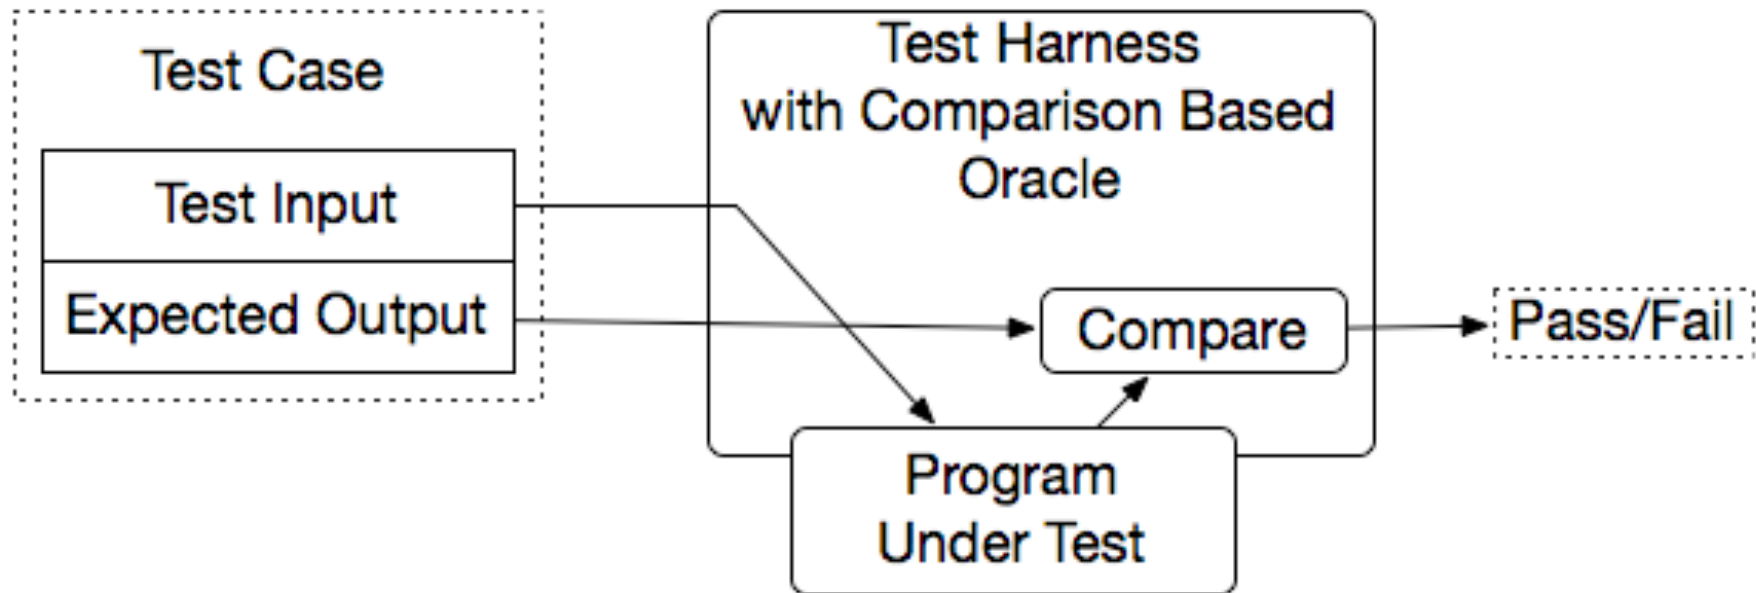 Test Case
Test Input
Expected Output
Test Harness
with Comparison Based
Oracle
Compare
Program
Under Test
Pass/Fail